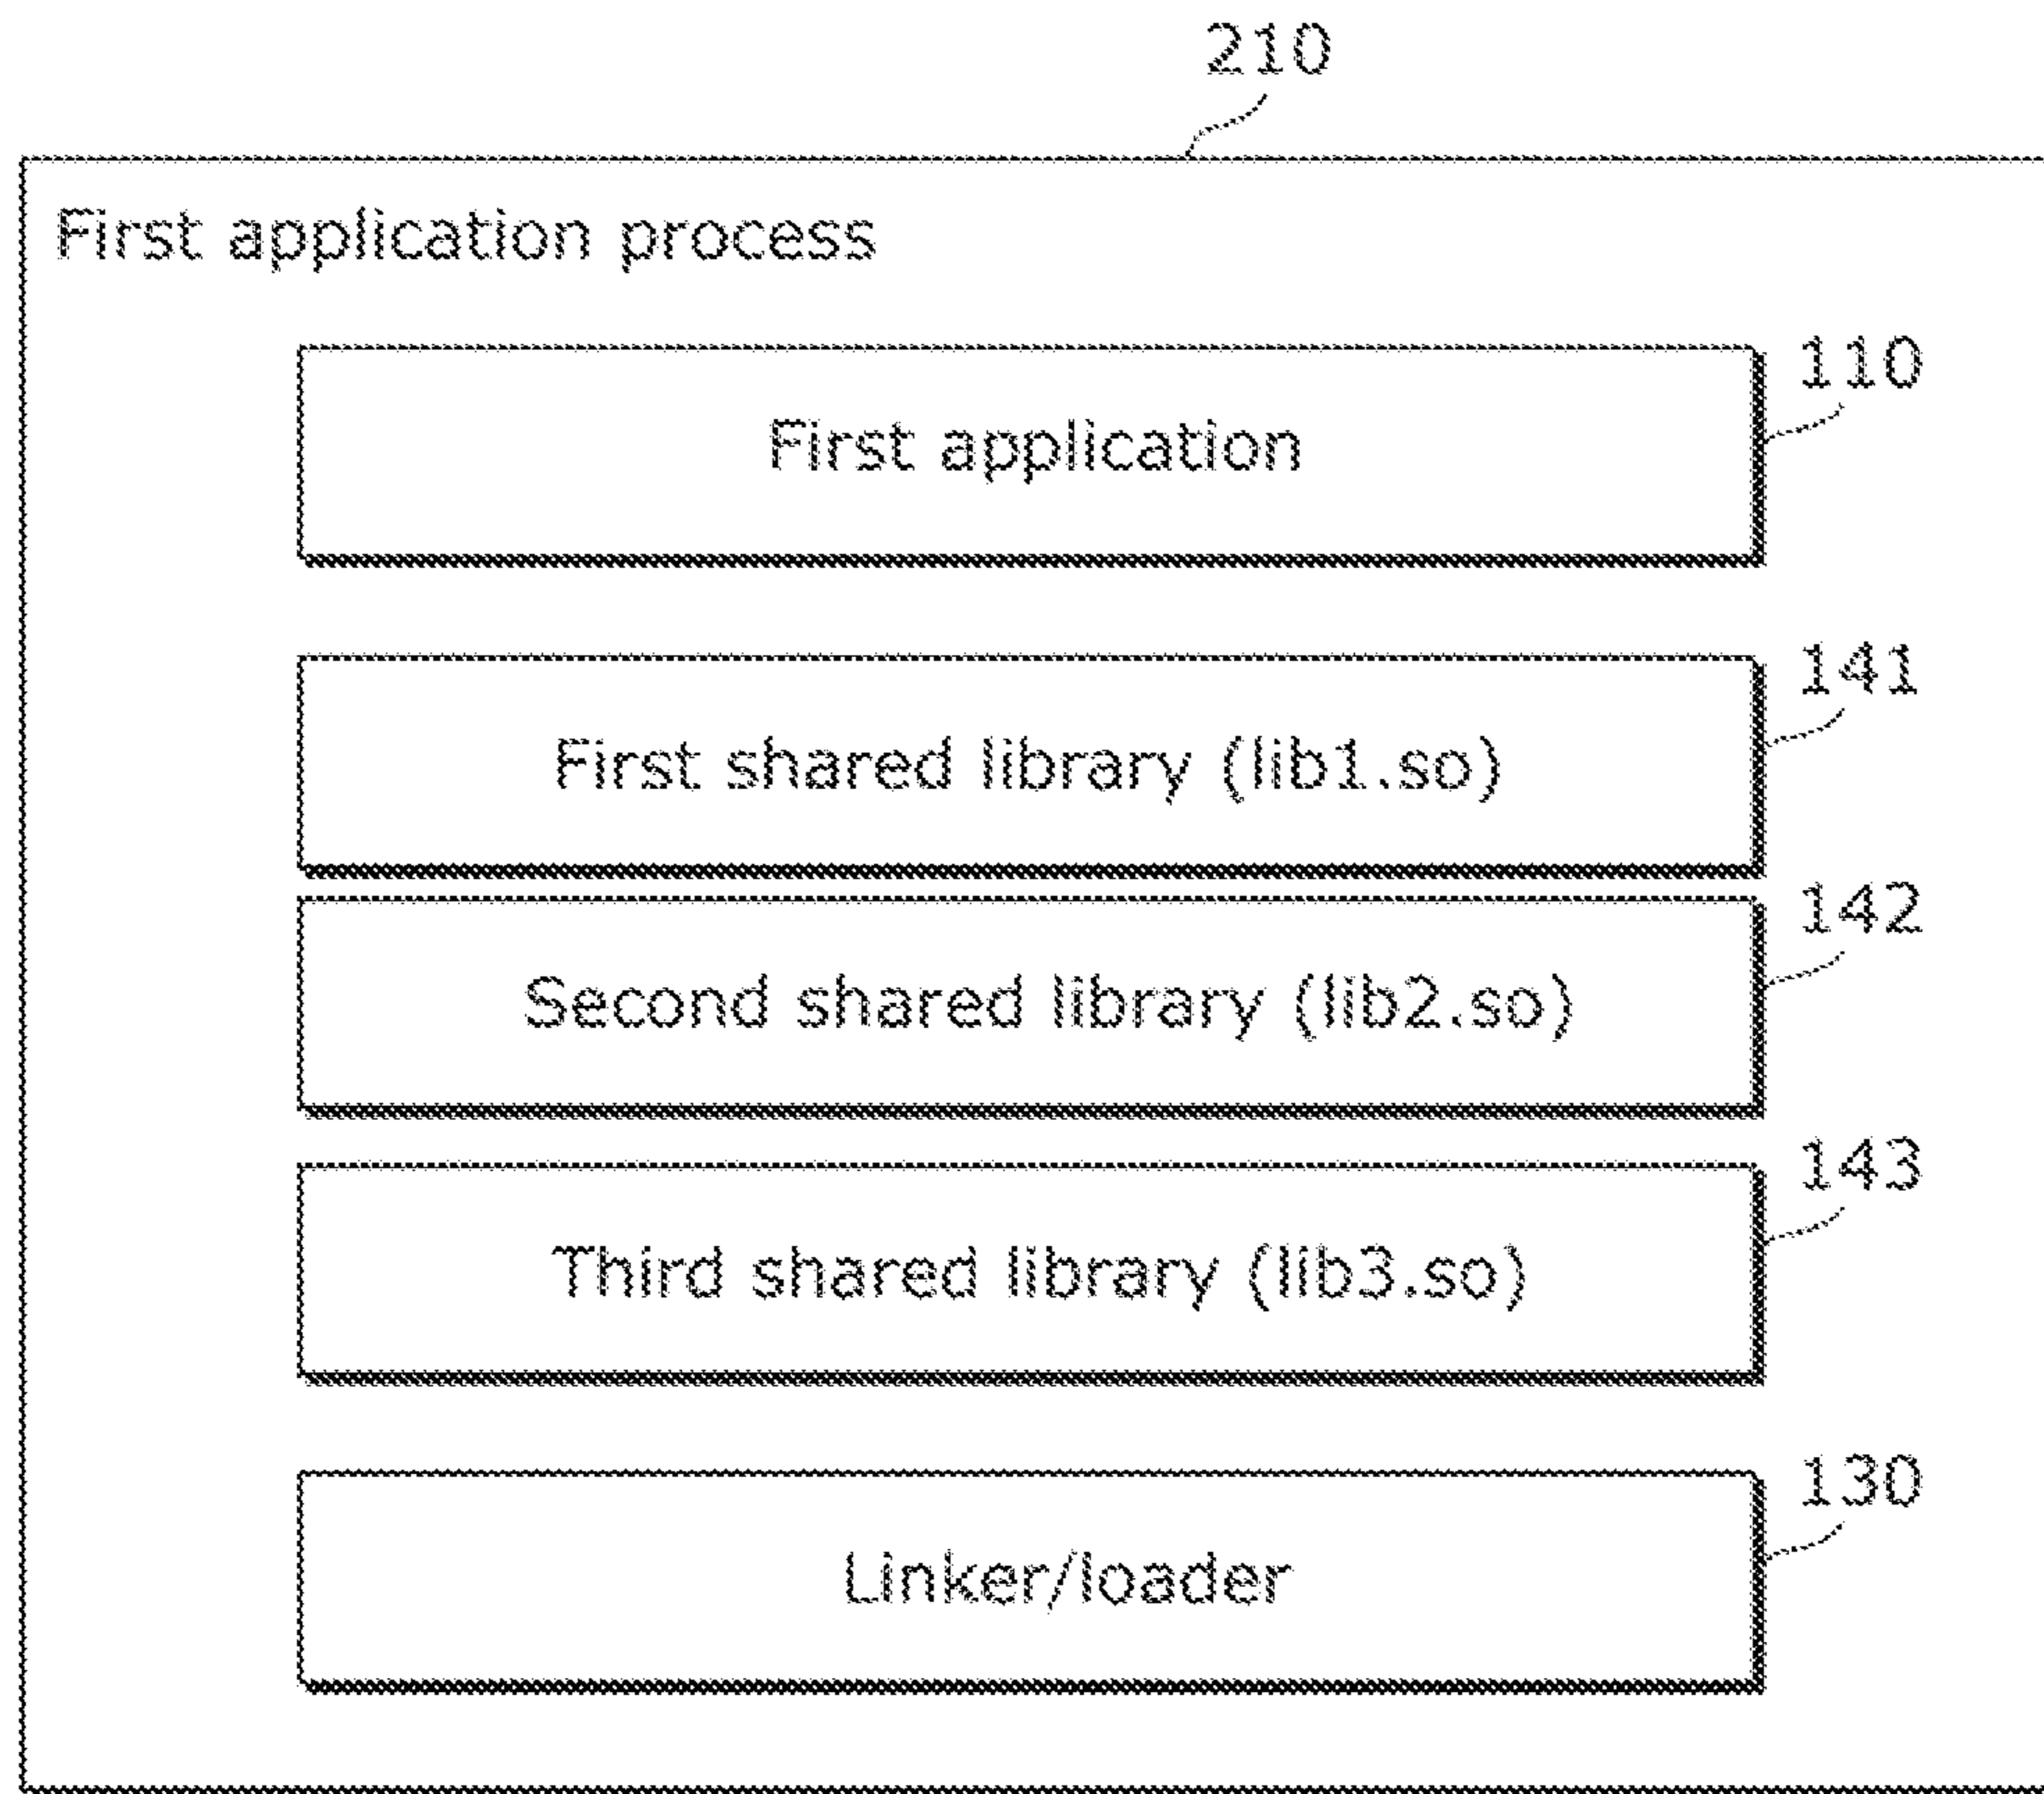 210
First application process
110
First application
141
First shared library (lib1.so)
142
Second shared library (lib2.so)
143
Third shared library (lib3.so)
130
Linker/loader